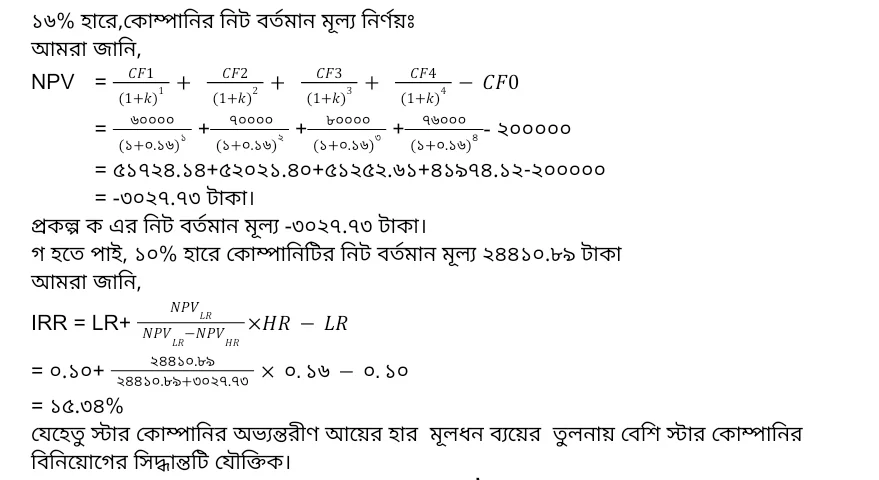 ১৬% হারে,কোম্পানির নিট বর্তমান মূল্য নির্ণয়ঃ
আমরা জানি,
NPV = CF1/(1+k)^1 + CF2/(1+k)^2 + CF3/(1+k)^3 + CF4/(1+k)^4 − CF0
= ৬০০০০/(১+০.১৬)^১ +৭০০০০/(১+০.১৬)^২ +৮০০০০/(১+০.১৬)^৩ +৭৬০০০/(১+০.১৬)^৪- ২০০০০০
= ৫১৭২৪.১৪+৫২০২১.৪০+৫১২৫২.৬১+৪১৯৭৪.১২-২০০০০০
= -৩০২৭.৭৩ টাকা।
প্রকল্প ক এর নিট বর্তমান মূল্য -৩০২৭.৭৩ টাকা।
গ হতে পাই, ১০% হারে কোম্পানিটির নিট বর্তমান মূল্য ২৪৪১০.৮৯ টাকা
আমরা জানি,
IRR = LR+ NPV_LR/(NPV_LR−NPV_HR) ×HR − LR
= ০.১০+ ২৪৪১০.৮৯/(২৪৪১০.৮৯+৩০২৭.৭৩) × ০.১৬ − ০.১০
= ১৫.৩৪%
যেহেতু স্টার কোম্পানির অভ্যন্তরীণ আয়ের হার মূলধন ব্যয়ের তুলনায় বেশি স্টার কোম্পানির
বিনিয়োগের সিদ্ধান্তটি যৌক্তিক।